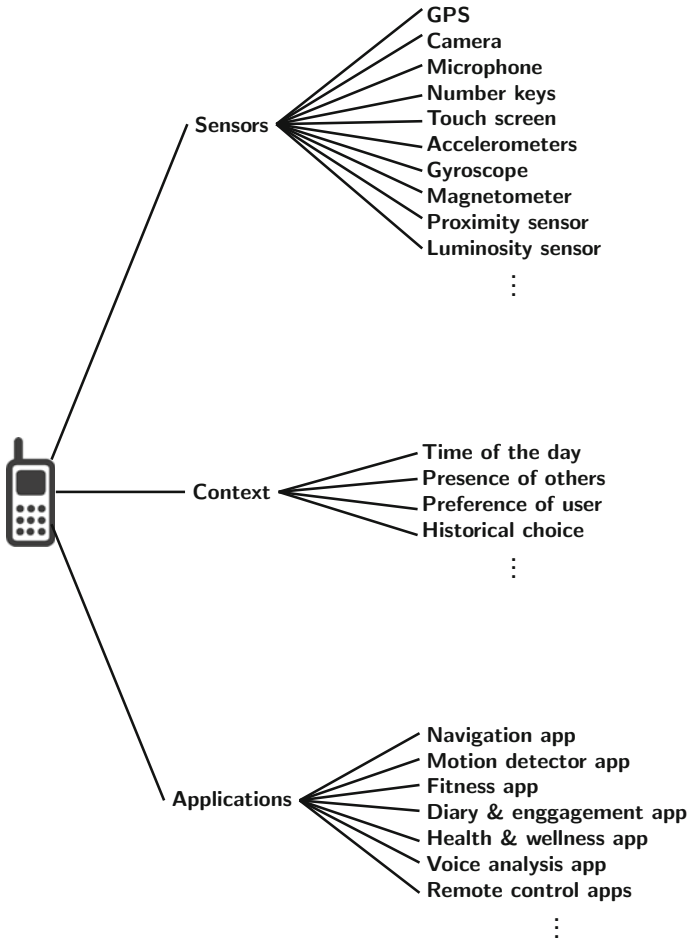 GPS
Camera
Microphone
Number keys
Touch screen
Accelerometers
Gyroscope
Magnetometer
Proximity sensor
Luminosity sensor
⋮
Sensors
Time of the day
Presence of others
Preference of user
Historical choice
⋮
Context
Navigation app
Motion detector app
Fitness app
Diary & enggagement app
Health & wellness app
Voice analysis app
Remote control apps
⋮
Applications